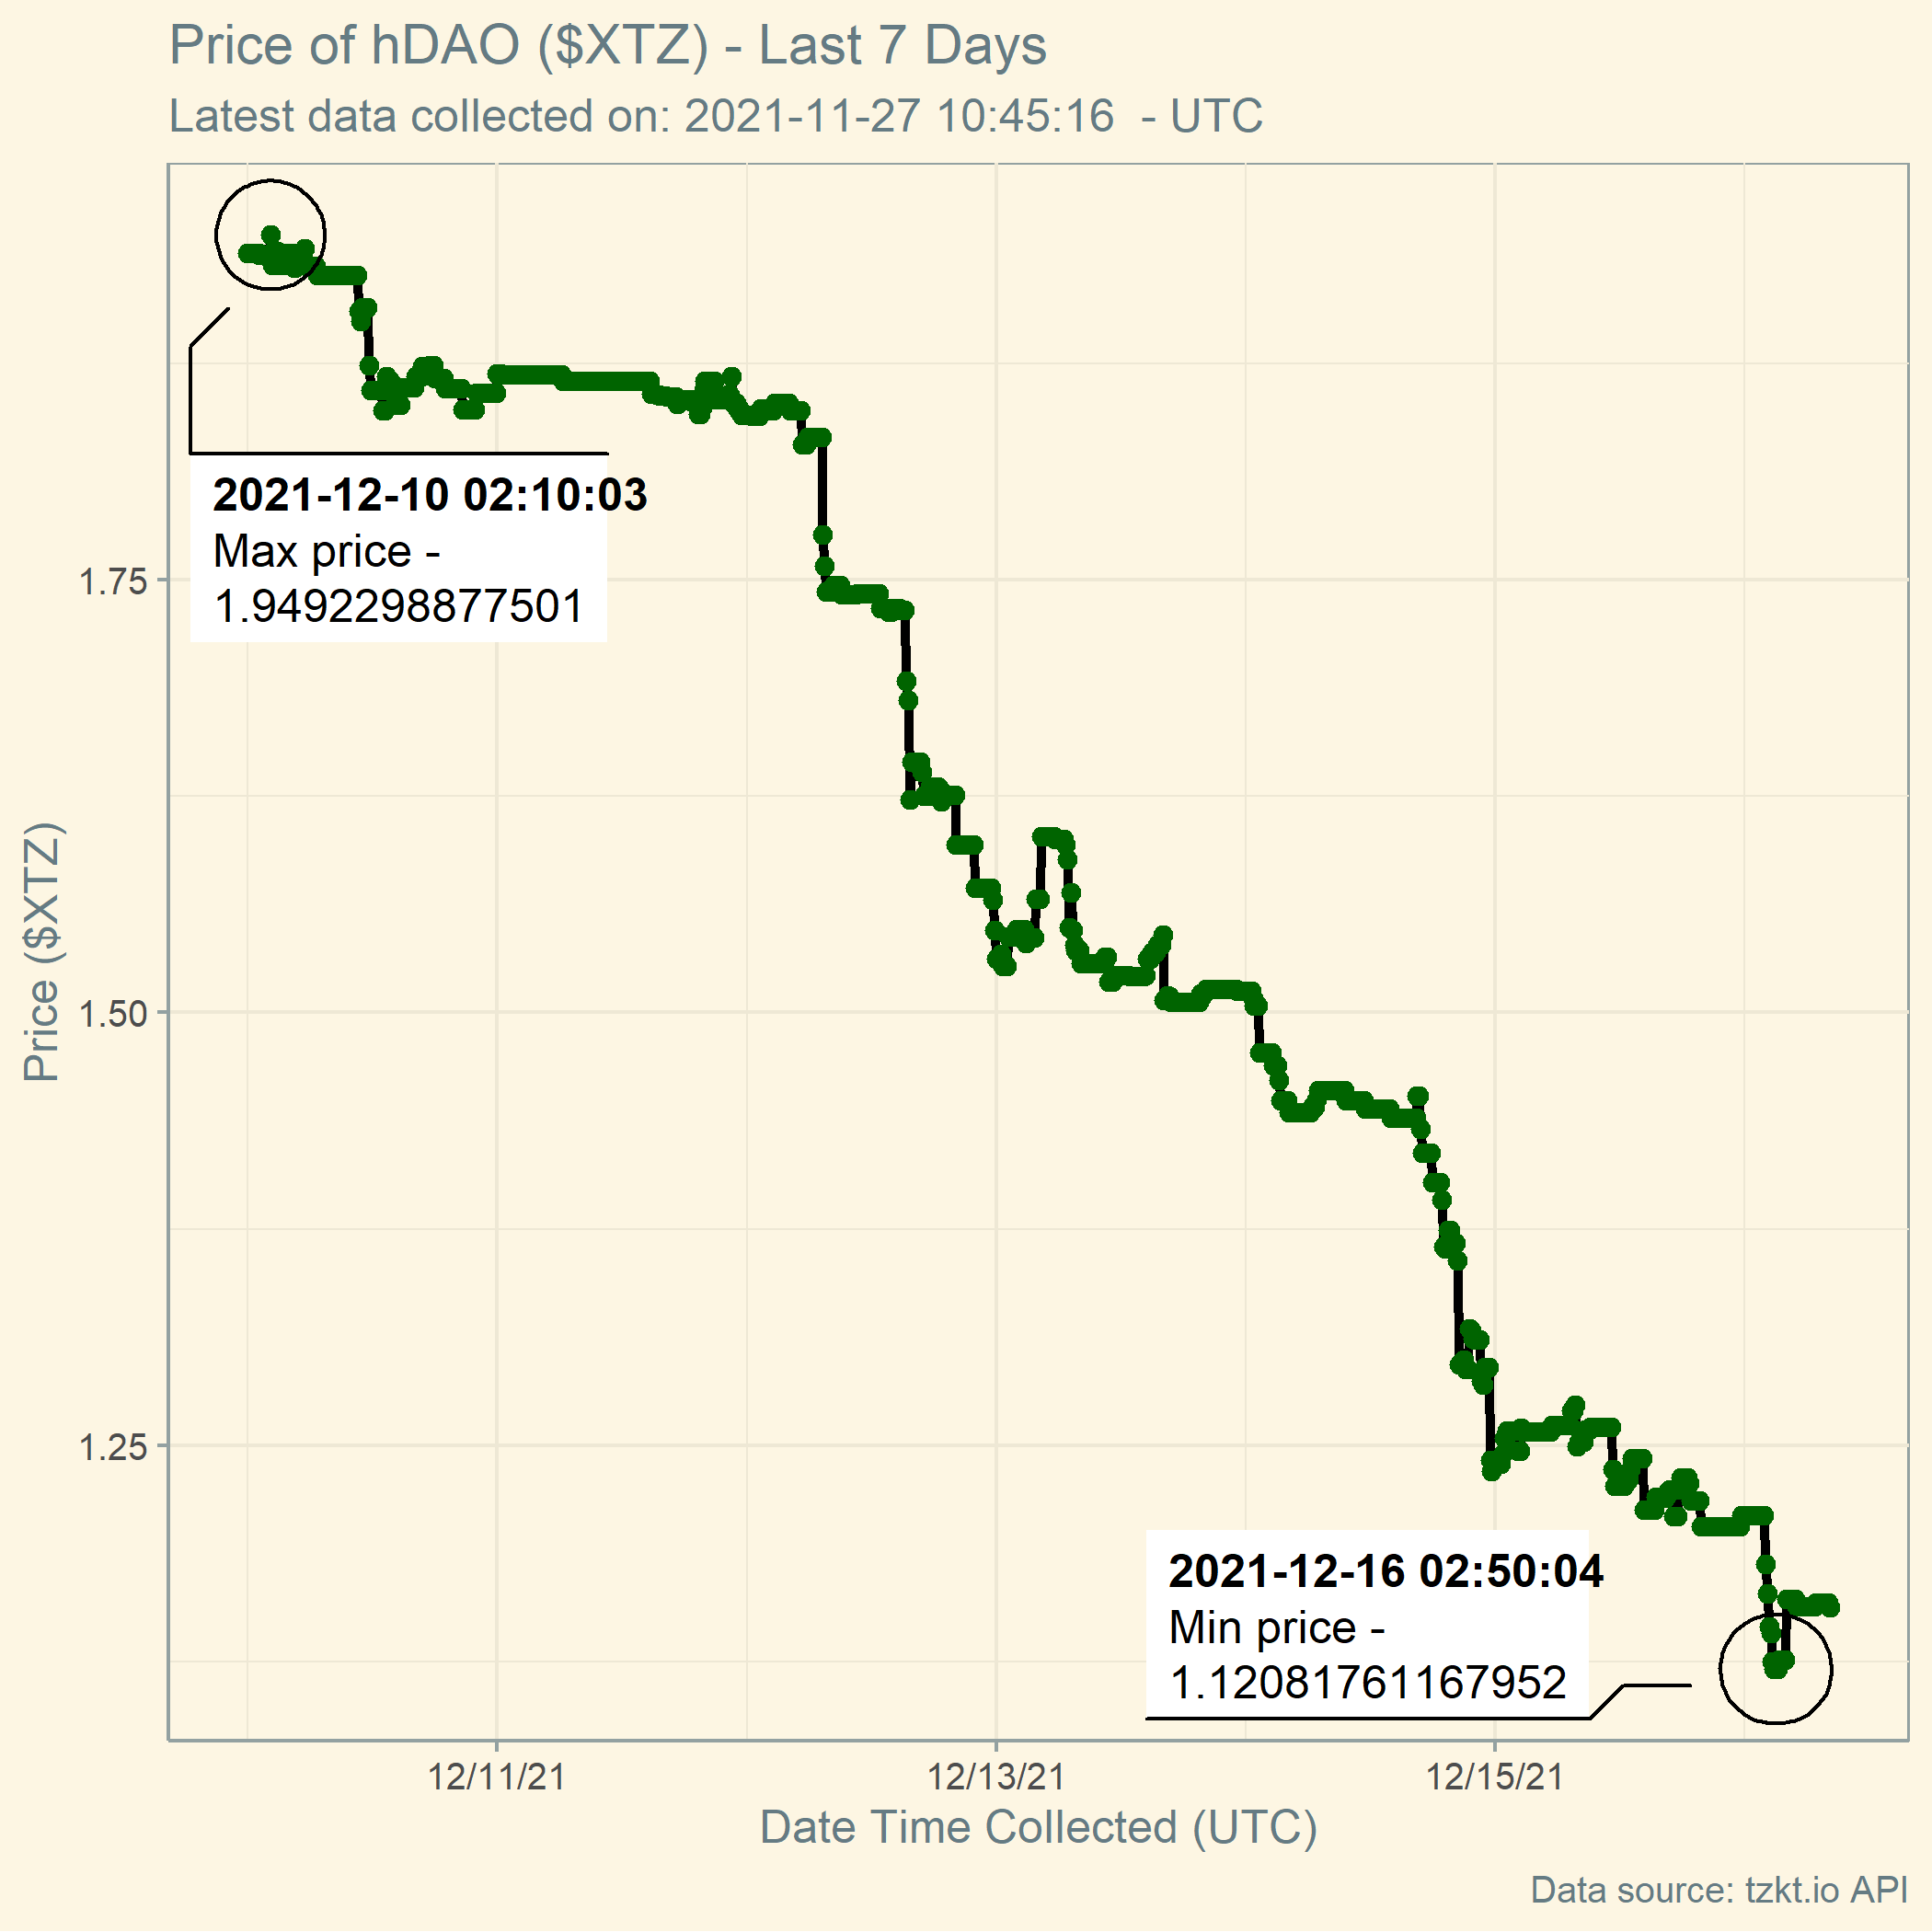 Price of hDAO ($XTZ) - Last 7 Days
Latest data collected on: 2021-11-27 10:45:16  - UTC
2021-12-10 02:10:03
Max price -
1.9492298877501
1.75
1.50
1.25
Price ($XTZ)
2021-12-16 02:50:04
Min price -
1.12081761167952
12/11/21
12/13/21
12/15/21
Date Time Collected (UTC)
Data source: tzkt.io API